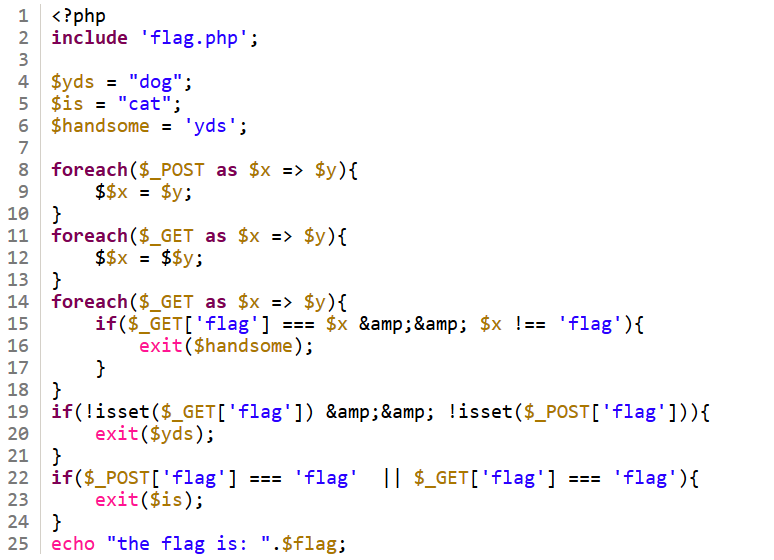 1 <?php
2 include 'flag.php';
3
4 $yds = "dog";
5 $is = "cat";
6 $handsome = 'yds';
7
8 foreach($_POST as $x => $y){
9     $$x = $y;
10 }
11 foreach($_GET as $x => $y){
12     $$x = $$y;
13 }
14 foreach($_GET as $x => $y){
15     if($_GET['flag'] === $x &amp;&amp; $x !== 'flag'){
16         exit($handsome);
17     }
18 }
19 if(!isset($_GET['flag']) &amp;&amp; !isset($_POST['flag'])){
20     exit($yds);
21 }
22 if($_POST['flag'] === 'flag'  || $_GET['flag'] === 'flag'){
23     exit($is);
24 }
25 echo "the flag is: ".$flag;